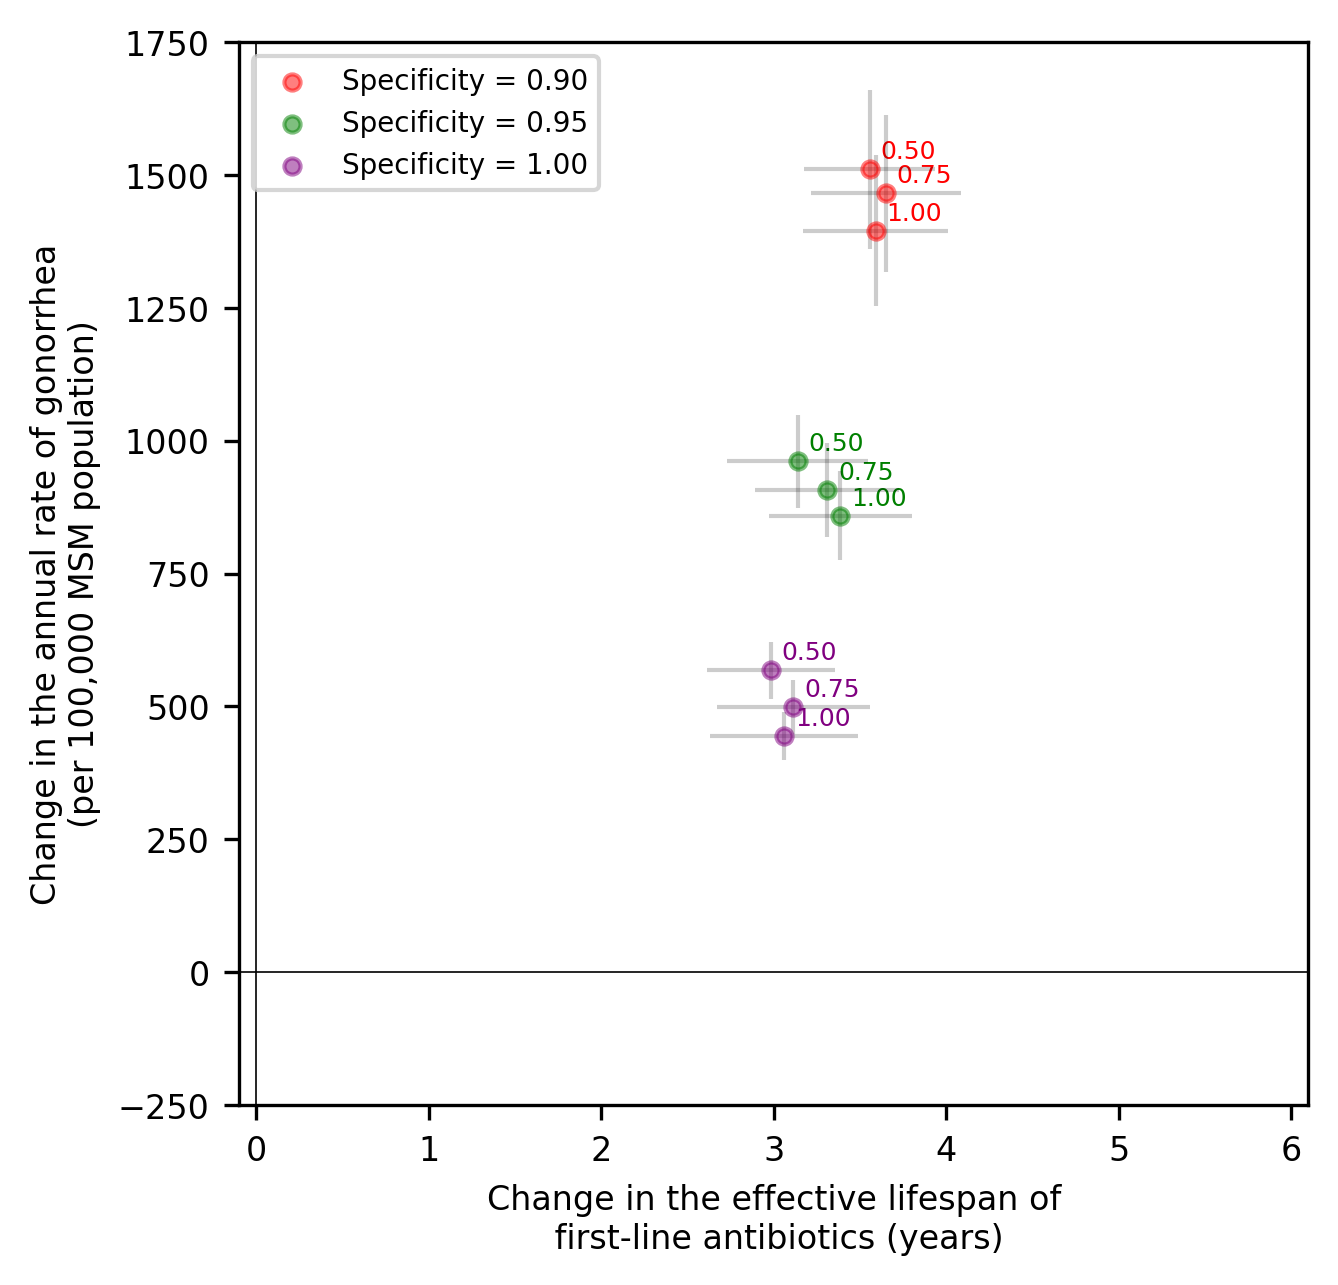 1750
1500
1250
1000
750
500
250
0
−250
0 1 2 3 4 5 6
Change in the annual rate of gonorrhea
(per 100,000 MSM population)
Specificity = 0.90
Specificity = 0.95
Specificity = 1.00
0.50
0.75
1.00
0.50
0.75
1.00
0.50
0.75
1.00
Change in the effective lifespan of
first-line antibiotics (years)